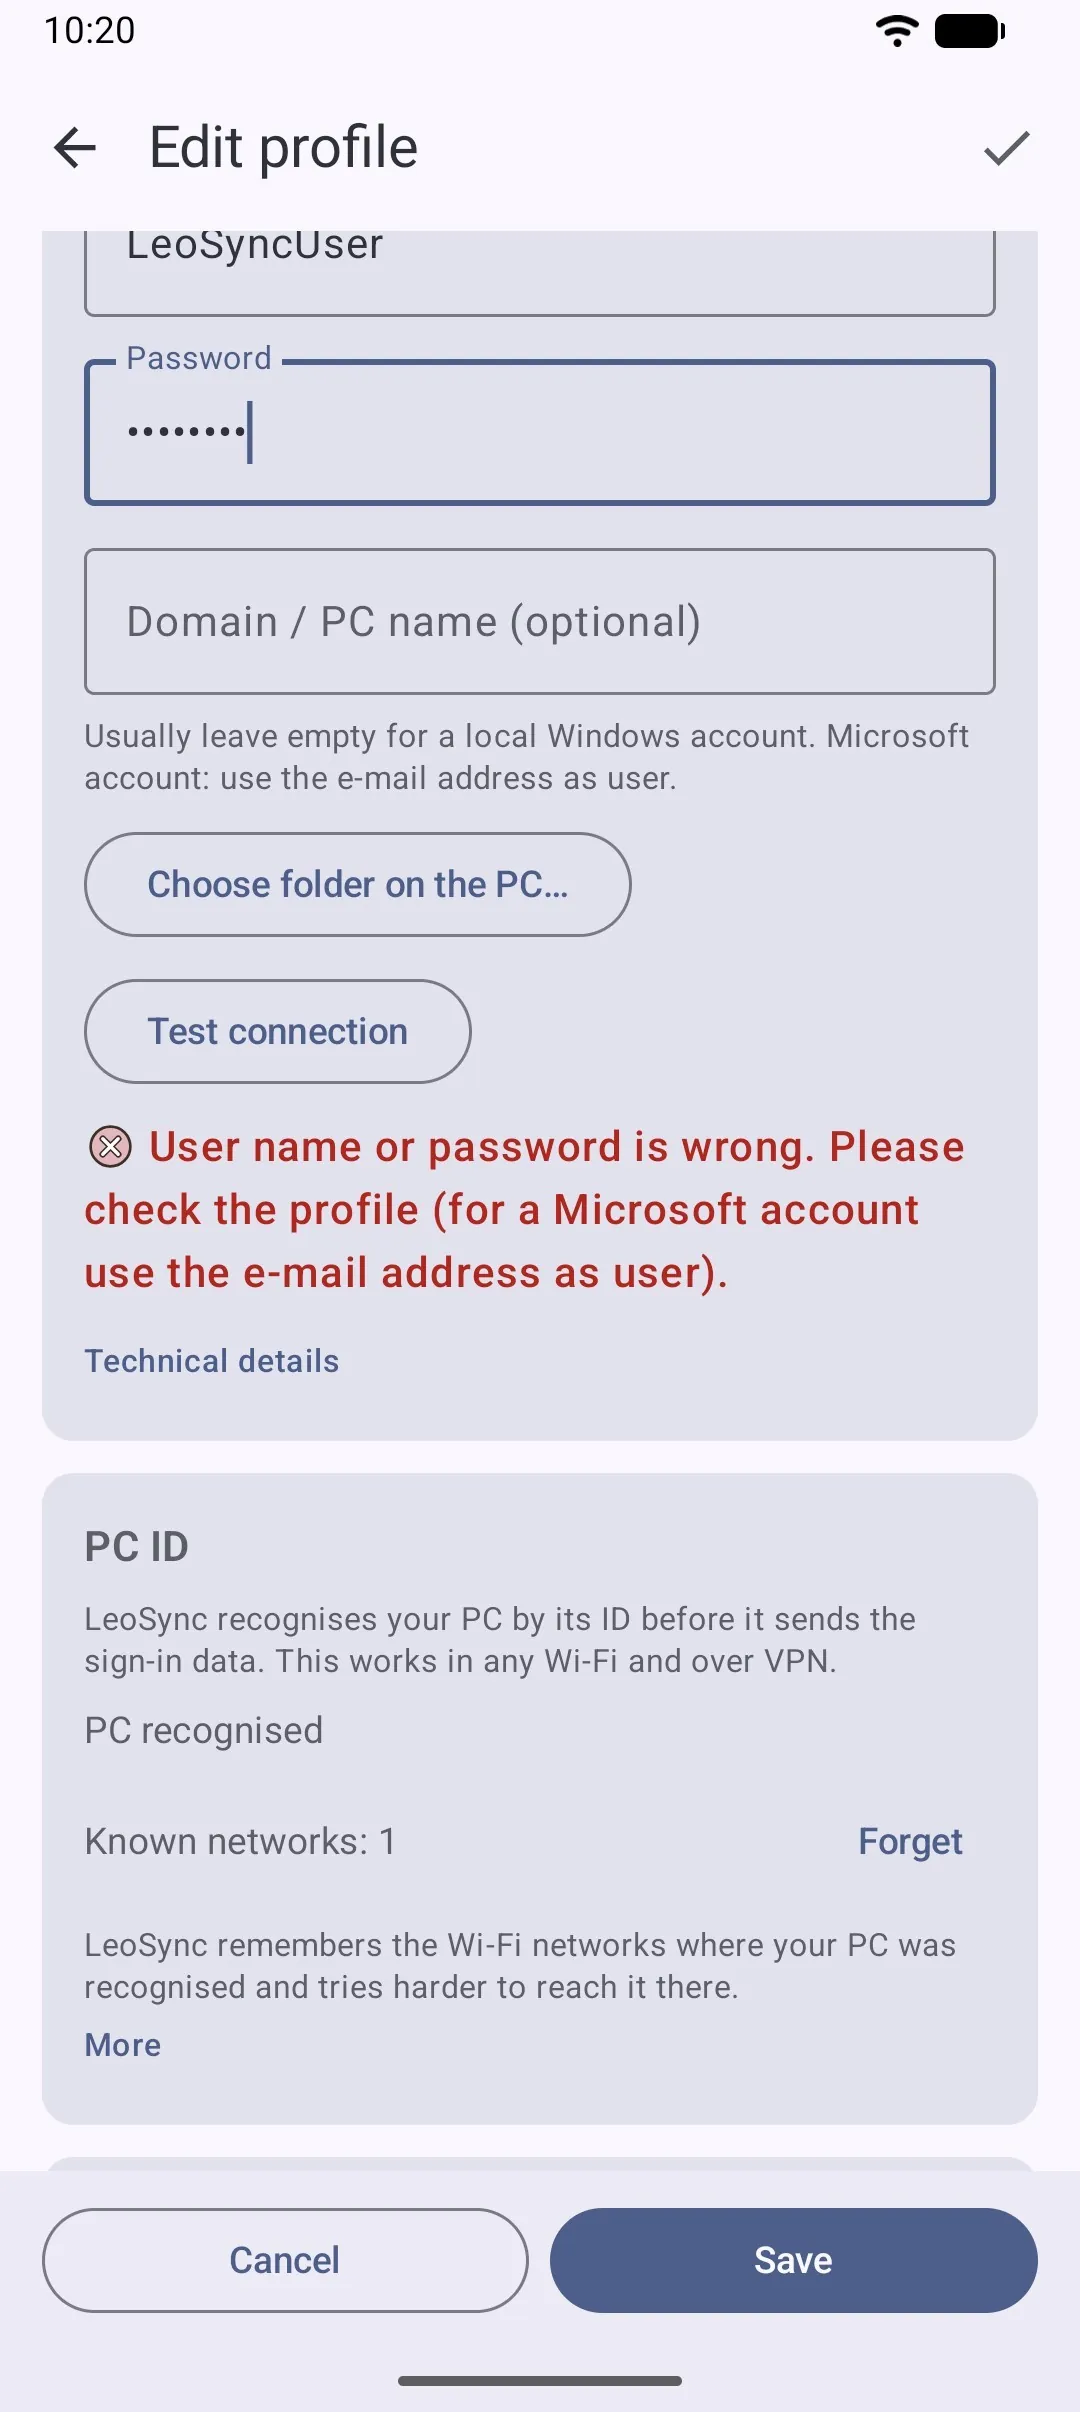 10:20
Edit profile
LeoSyncUser
Password
••••••••
Domain / PC name (optional)
Usually leave empty for a local Windows account. Microsoft
account: use the e-mail address as user.
Choose folder on the PC...
Test connection
User name or password is wrong. Please
check the profile (for a Microsoft account
use the e-mail address as user).
Technical details
PC ID
LeoSync recognises your PC by its ID before it sends the
sign-in data. This works in any Wi-Fi and over VPN.
PC recognised
Known networks: 1
Forget
LeoSync remembers the Wi-Fi networks where your PC was
recognised and tries harder to reach it there.
More
Cancel
Save